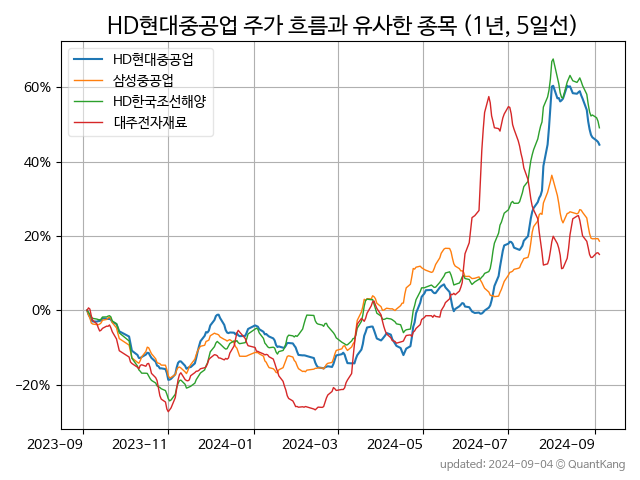 HD현대중공업 주가 흐름과 유사한 종목 (1년, 5일선)
HD현대중공업
삼성중공업
HD한국조선해양
대주전자재료
60%
40%
20%
0%
−20%
2023-09
2023-11
2024-01
2024-03
2024-05
2024-07
2024-09
updated: 2024-09-04 © QuantKang